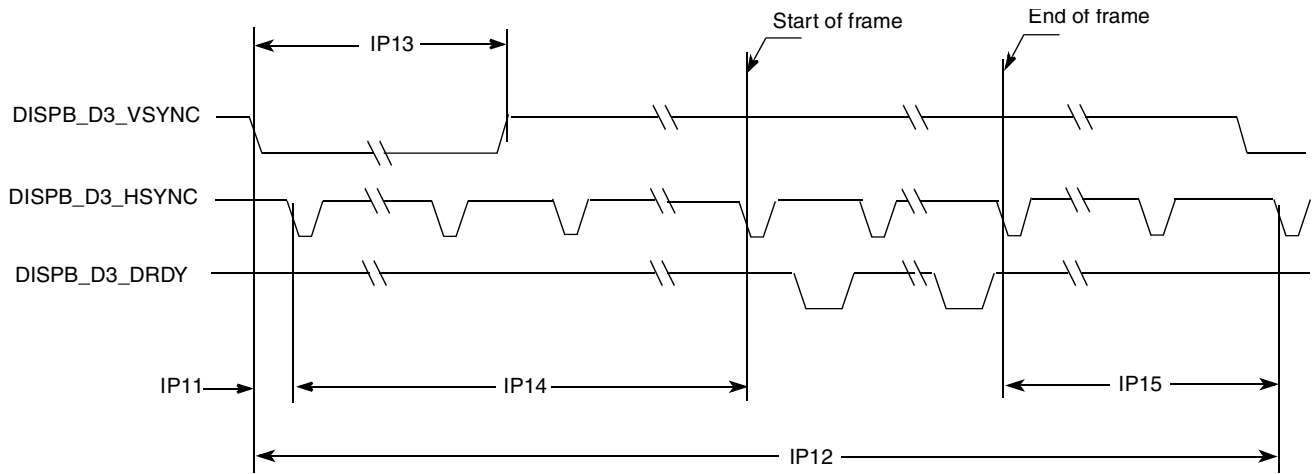 Start of frame
End of frame
IP13
DISPB_D3_VSYNC
DISPB_D3_HSYNC
DISPB_D3_DRDY
IP11
IP14
IP15
IP12